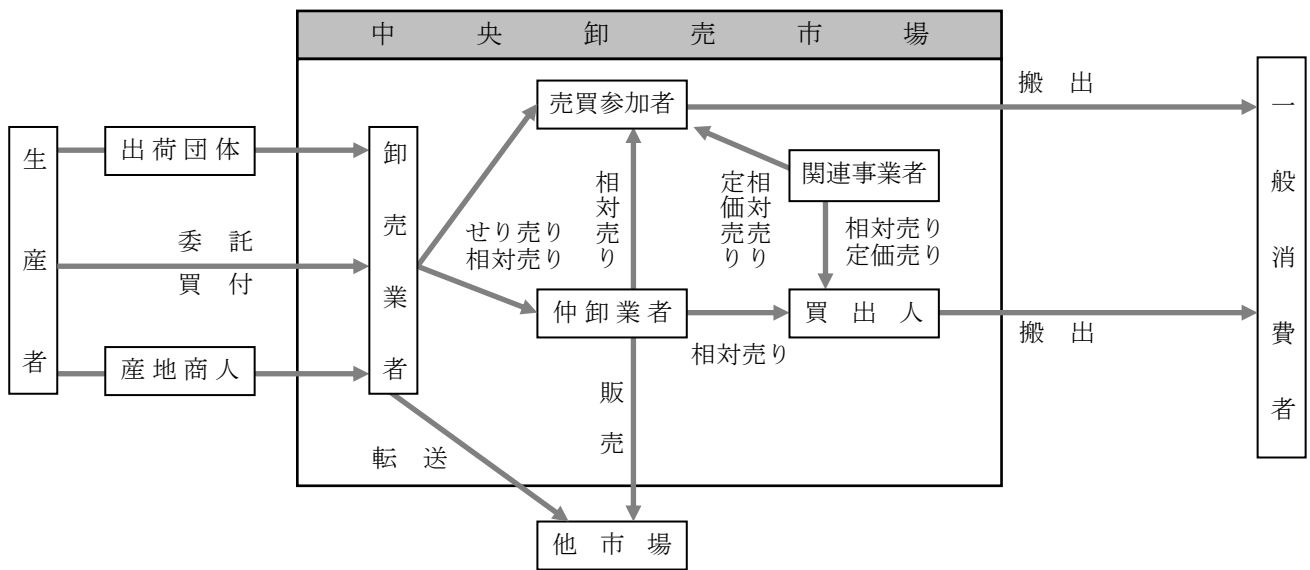 中央卸売市場
生産者
出荷団体
委託
買付
産地商人
卸売業者
せり売り
相対売り
転送
売買参加者
相対売り
仲卸業者
販売
他市場
相対売り
定価売り
関連事業者
相対売り
定価売り
買出人
相対売り
搬出
搬出
一般消費者